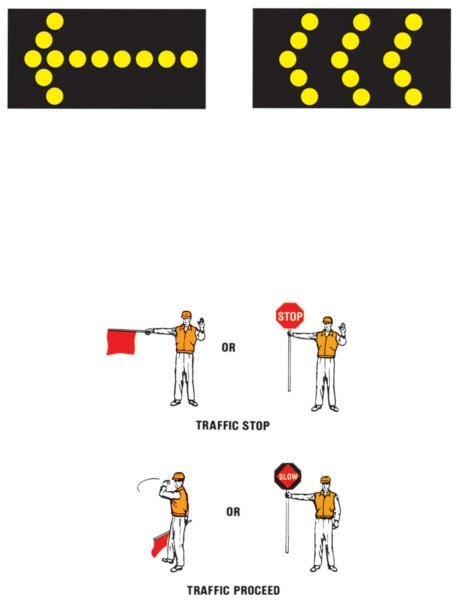 STOP
OR
TRAFFIC STOP
SLOW
OR
TRAFFIC PROCEED